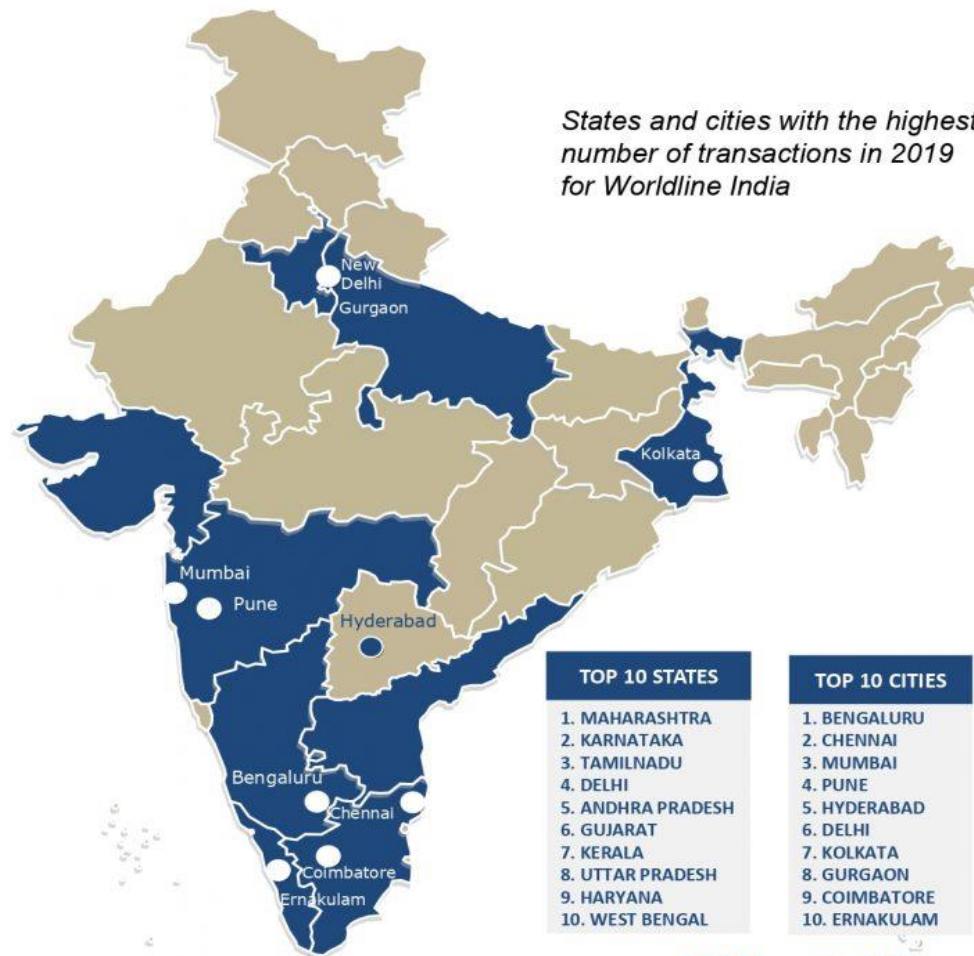 States and cities with the highest
number of transactions in 2019
for Worldline India
New
Delhi
Gurgaon
Kolkata
Mumbai
Pune
Hyderabad
Bengaluru
Chennai
Coimbatore
Ernakulam
TOP 10 STATES
1. MAHARASHTRA
2. KARNATAKA
3. TAMILNADU
4. DELHI
5. ANDHRA PRADESH
6. GUJARAT
7. KERALA
8. UTTAR PRADESH
9. HARYANA
10. WEST BENGAL
TOP 10 CITIES
1. BENGALURU
2. CHENNAI
3. MUMBAI
4. PUNE
5. HYDERABAD
6. DELHI
7. KOLKATA
8. GURGAON
9. COIMBATORE
10. ERNAKULAM